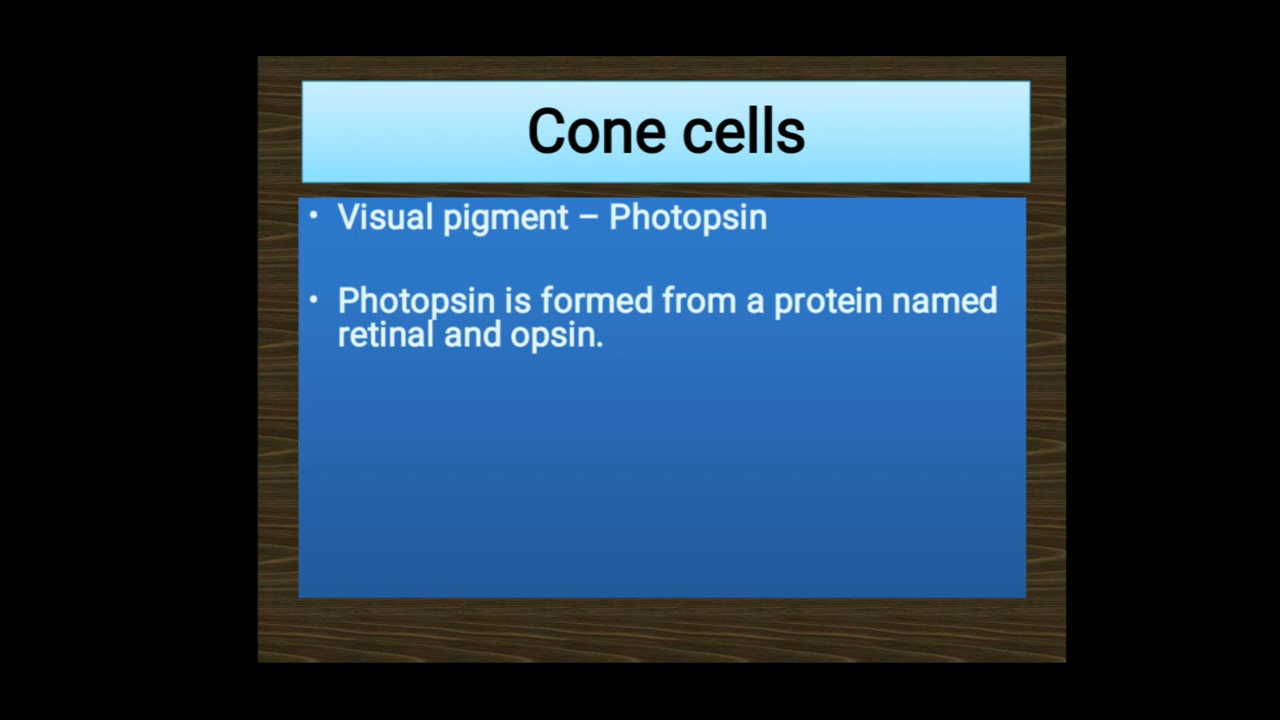 Cone cells
• Visual pigment – Photopsin
• Photopsin is formed from a protein named
retinal and opsin.